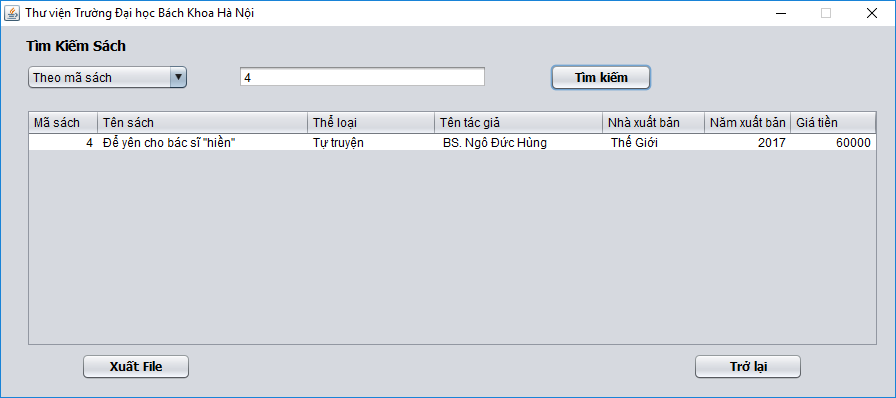 Thư viện Trường Đại học Bách Khoa Hà Nội
Tìm Kiếm Sách
Theo mã sách 4 Tìm kiếm
Mã sách Tên sách Thể loại Tên tác giả Nhà xuất bản Năm xuất bản Giá tiền
4 Để yên cho bác sĩ "hiền" Tự truyện BS. Ngô Đức Hùng Thế Giới 2017 60000
Xuất File Trở lại